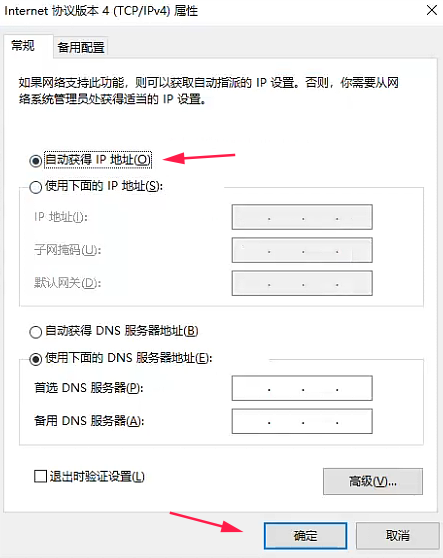 Internet 协议版本 4 (TCP/IPv4) 属性
常规
备用配置
如果网络支持此功能，则可以获取自动指派的 IP 设置。否则，你需要从网
络系统管理员处获得适当的 IP 设置。
自动获得 IP 地址(O)
使用下面的 IP 地址(S):
IP 地址(I):
子网掩码(U):
默认网关(D):
自动获得 DNS 服务器地址(B)
使用下面的 DNS 服务器地址(E):
首选 DNS 服务器(P):
备用 DNS 服务器(A):
退出时验证设置(L)
高级(V)...
确定
取消